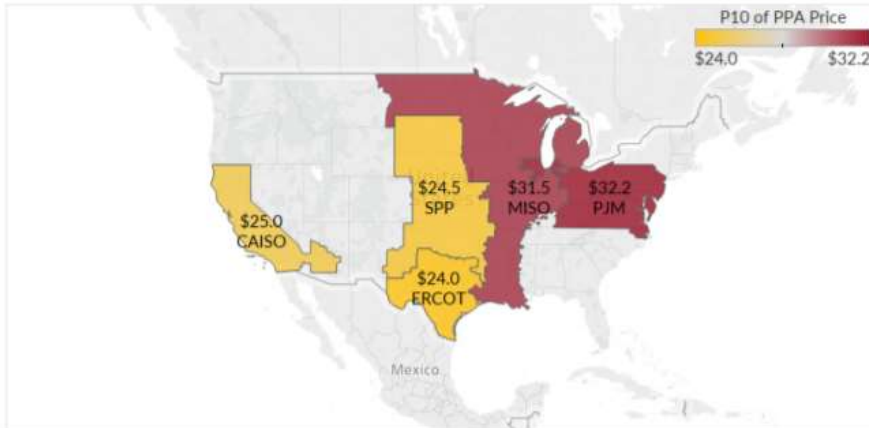 P10 of PPA Price
$24.0 $32.2
$24.5
SPP
$31.5
MISO
$32.2
PJM
$25.0
CAISO
$24.0
ERCOT
Mexico